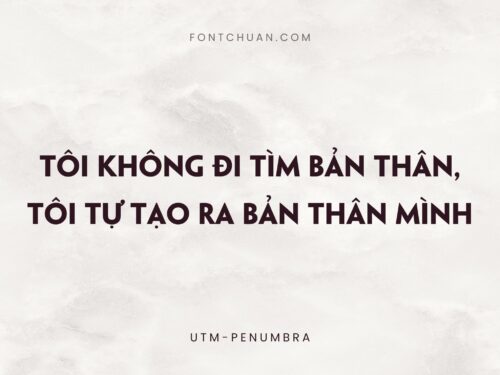 FONTCHUAN.COM
TÔI KHÔNG ĐI TÌM BẢN THÂN,
TÔI TỰ TẠO RA BẢN THÂN MÌNH
UTM-PENUMBRA